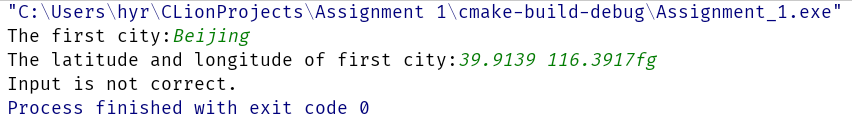 "C:\Users\hyr\CLionProjects\Assignment 1\cmake-build-debug\Assignment_1.exe"
The first city:Beijing
The latitude and longitude of first city:39.9139 116.3917fg
Input is not correct.
Process finished with exit code 0